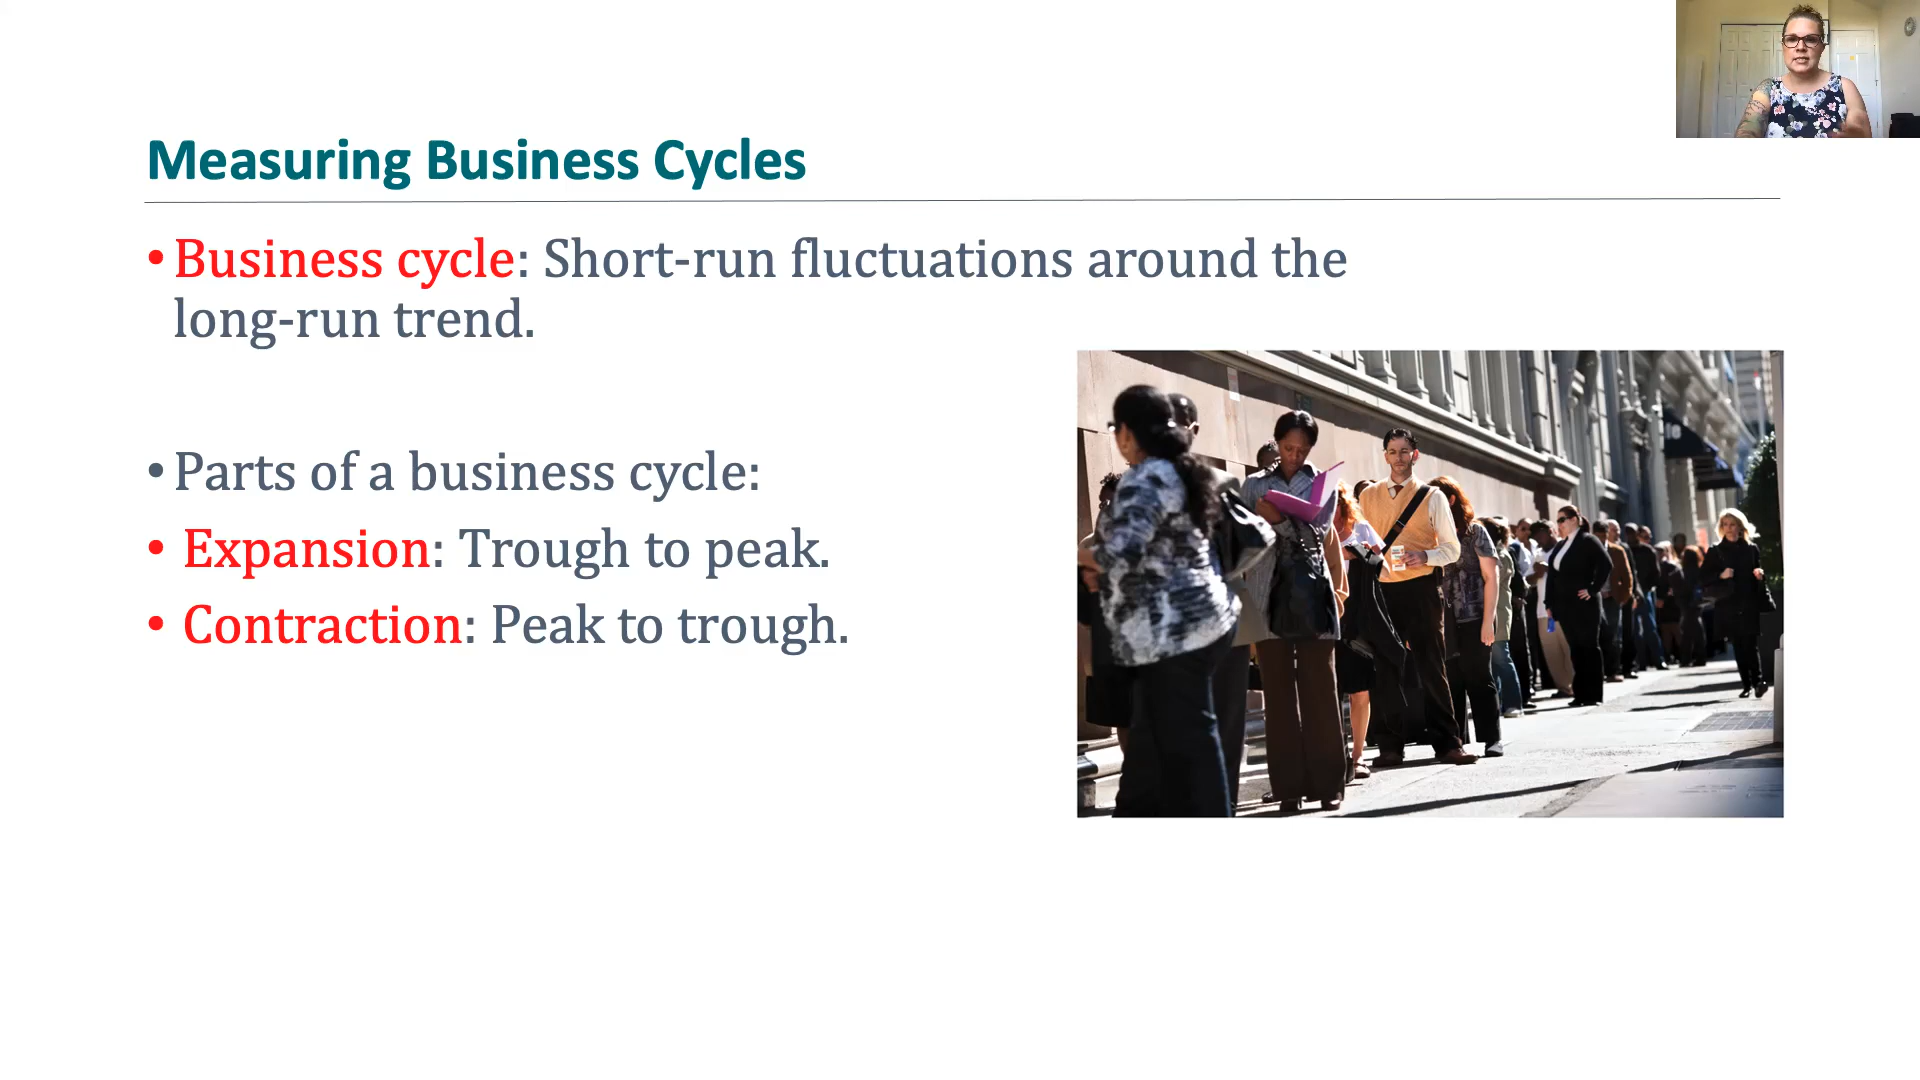 Measuring Business Cycles
• Business cycle: Short-run fluctuations around the
long-run trend.
• Parts of a business cycle:
• Expansion: Trough to peak.
• Contraction: Peak to trough.